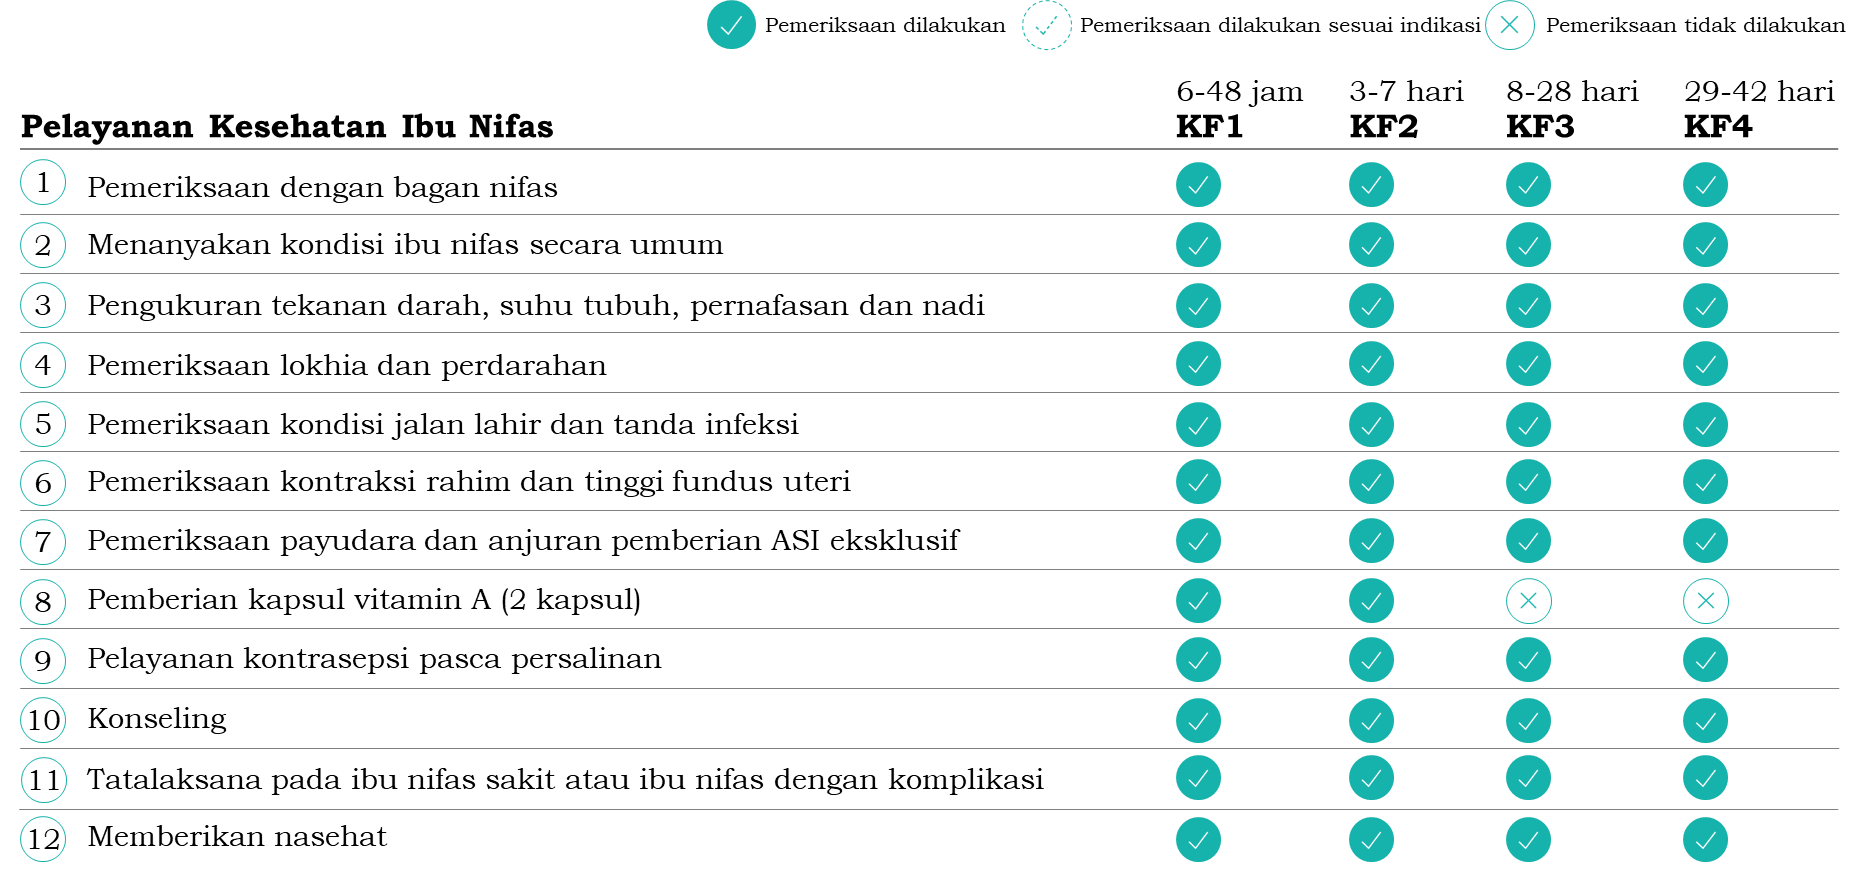 Pemeriksaan dilakukan Pemeriksaan dilakukan sesuai indikasi Pemeriksaan tidak dilakukan
6-48 jam 3-7 hari 8-28 hari 29-42 hari
Pelayanan Kesehatan Ibu Nifas KF1 KF2 KF3 KF4
1 Pemeriksaan dengan bagan nifas
2 Menanyakan kondisi ibu nifas secara umum
3 Pengukuran tekanan darah, suhu tubuh, pernafasan dan nadi
4 Pemeriksaan lokhia dan perdarahan
5 Pemeriksaan kondisi jalan lahir dan tanda infeksi
6 Pemeriksaan kontraksi rahim dan tinggi fundus uteri
7 Pemeriksaan payudara dan anjuran pemberian ASI eksklusif
8 Pemberian kapsul vitamin A (2 kapsul)
9 Pelayanan kontrasepsi pasca persalinan
10 Konseling
11 Tatalaksana pada ibu nifas sakit atau ibu nifas dengan komplikasi
12 Memberikan nasehat